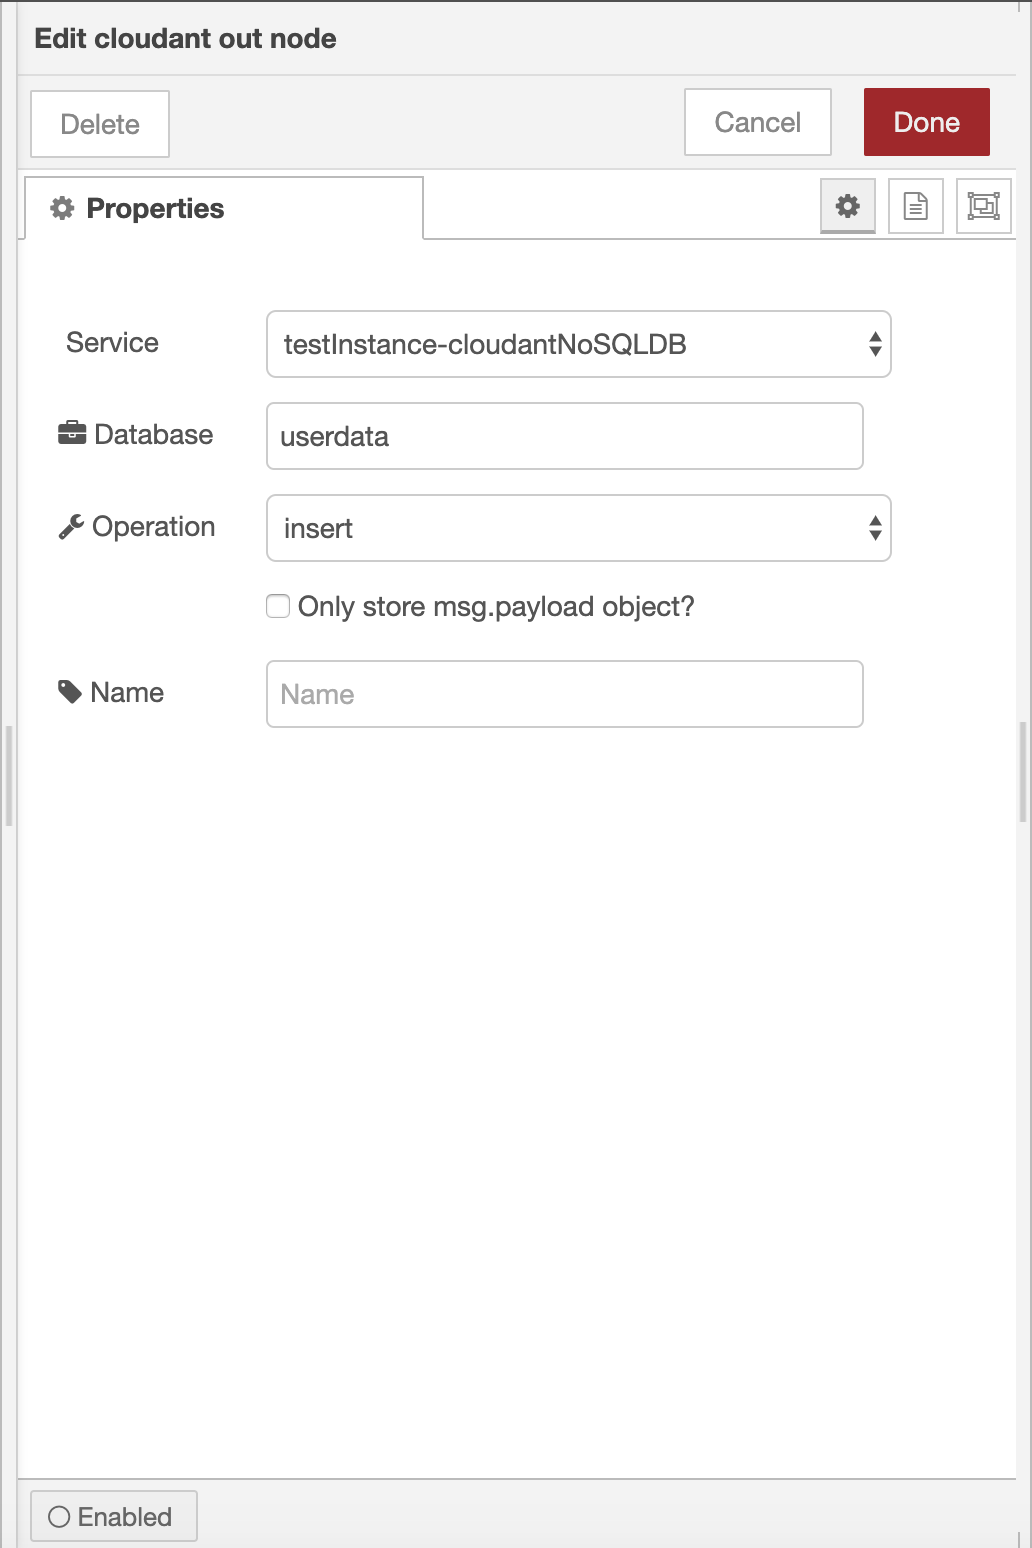 Edit cloudant out node
Delete
Cancel
Done
Properties
Service
testInstance-cloudantNoSQLDB
Database
userdata
Operation
insert
Only store msg.payload object?
Name
Name
Enabled